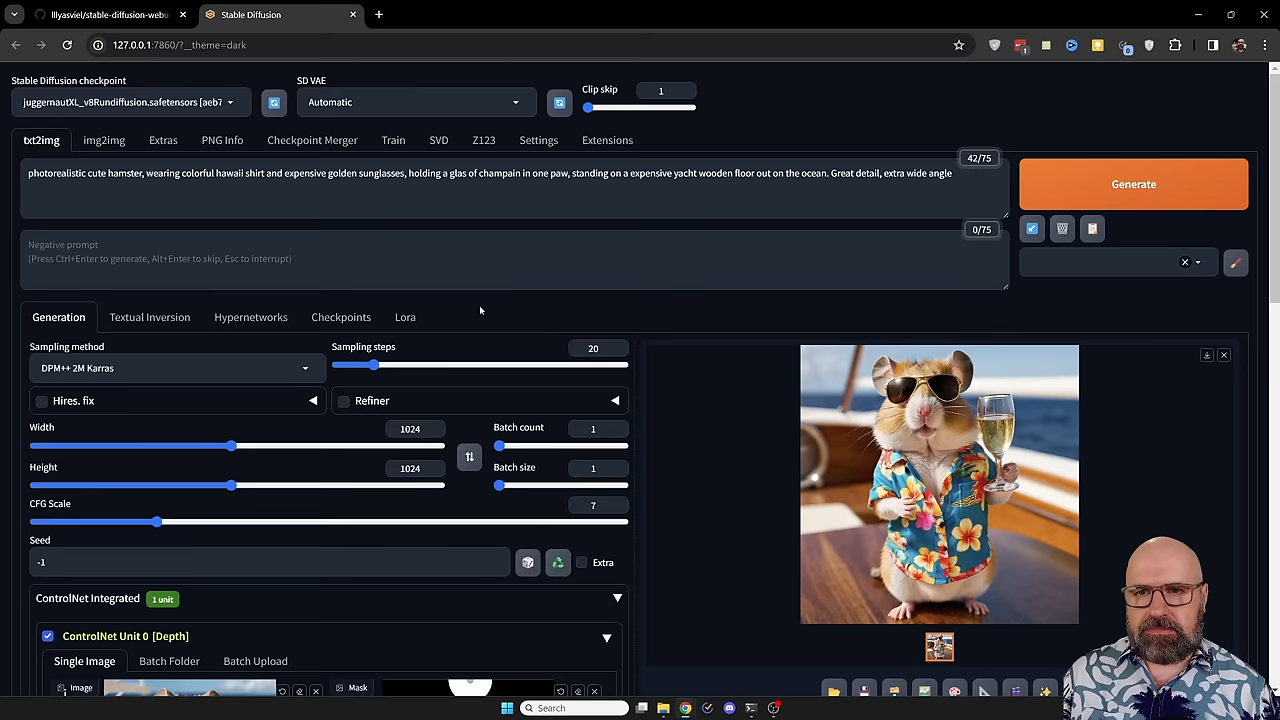 lllyasviel/stable-diffusion-webu
Stable Diffusion
127.0.0.1:7860/?__theme=dark
Stable Diffusion checkpoint
juggernautXL_v8Rundiffusion.safetensors [aeb7
SD VAE
Automatic
Clip skip
1
txt2img
img2img
Extras
PNG Info
Checkpoint Merger
Train
SVD
Z123
Settings
Extensions
42/75
photorealistic cute hamster, wearing colorful hawaii shirt and expensive golden sunglasses, holding a glas of champain in one paw, standing on a expensive yacht wooden floor out on the ocean. Great detail, extra wide angle
Generate
0/75
Negative prompt
(Press Ctrl+Enter to generate, Alt+Enter to skip, Esc to interrupt)
Generation
Textual Inversion
Hypernetworks
Checkpoints
Lora
Sampling method
DPM++ 2M Karras
Sampling steps
20
Hires. fix
Refiner
Width
1024
Batch count
1
Height
1024
Batch size
1
CFG Scale
7
Seed
-1
Extra
ControlNet Integrated
1 unit
ControlNet Unit 0 [Depth]
Single Image
Batch Folder
Batch Upload
Image
Mask
Search